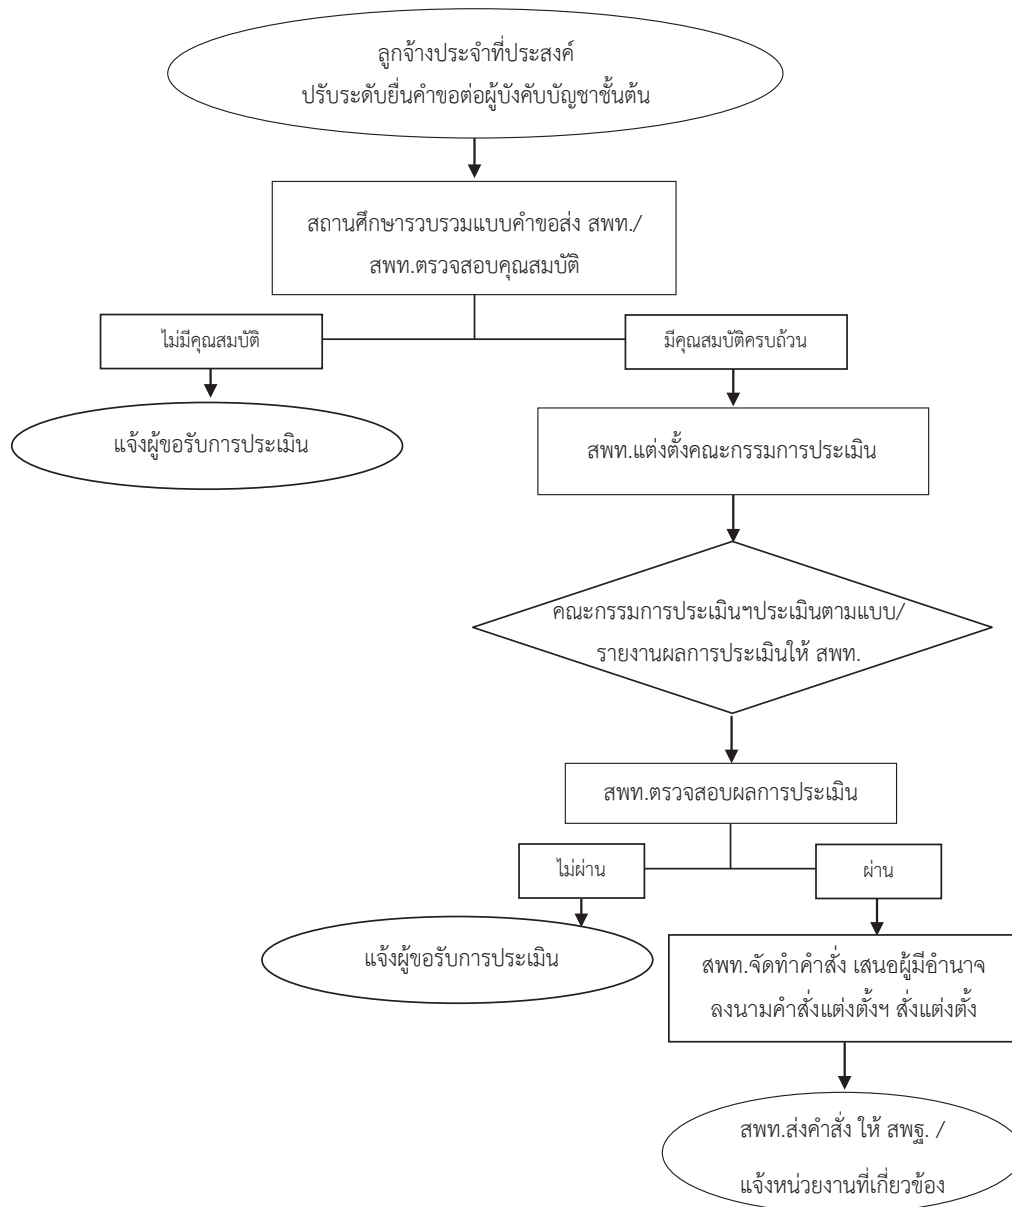 ลูกจ้างประจำที่ประสงค์
ปรับระดับยื่นคำขอต่อผู้บังคับบัญชาชั้นต้น
สถานศึกษารวบรวมแบบคำขอส่ง สพท./
สพท.ตรวจสอบคุณสมบัติ
ไม่มีคุณสมบัติ
มีคุณสมบัติครบถ้วน
แจ้งผู้ขอรับการประเมิน
สพท.แต่งตั้งคณะกรรมการประเมิน
คณะกรรมการประเมินฯประเมินตามแบบ/
รายงานผลการประเมินให้ สพท.
สพท.ตรวจสอบผลการประเมิน
ไม่ผ่าน
ผ่าน
แจ้งผู้ขอรับการประเมิน
สพท.จัดทำคำสั่ง เสนอผู้มีอำนาจ
ลงนามคำสั่งแต่งตั้งฯ สั่งแต่งตั้ง
สพท.ส่งคำสั่ง ให้ สพฐ. /
แจ้งหน่วยงานที่เกี่ยวข้อง